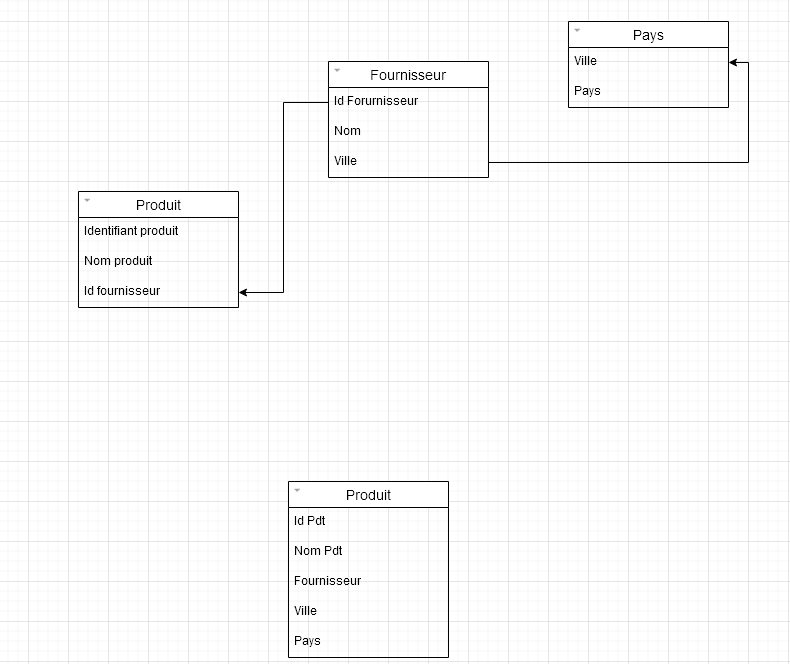 Pays
Ville
Pays
Fournisseur
Id Forurnisseur
Nom
Ville
Produit
Identifiant produit
Nom produit
Id fournisseur
Produit
Id Pdt
Nom Pdt
Fournisseur
Ville
Pays